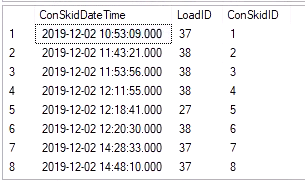 ConSkidDateTime LoadID ConSkidID
1 2019-12-02 10:53:09.000 37 1
2 2019-12-02 11:43:21.000 38 2
3 2019-12-02 11:53:56.000 38 3
4 2019-12-02 12:11:55.000 38 4
5 2019-12-02 12:18:41.000 27 5
6 2019-12-02 12:20:30.000 38 6
7 2019-12-02 14:28:33.000 37 7
8 2019-12-02 14:48:10.000 37 8